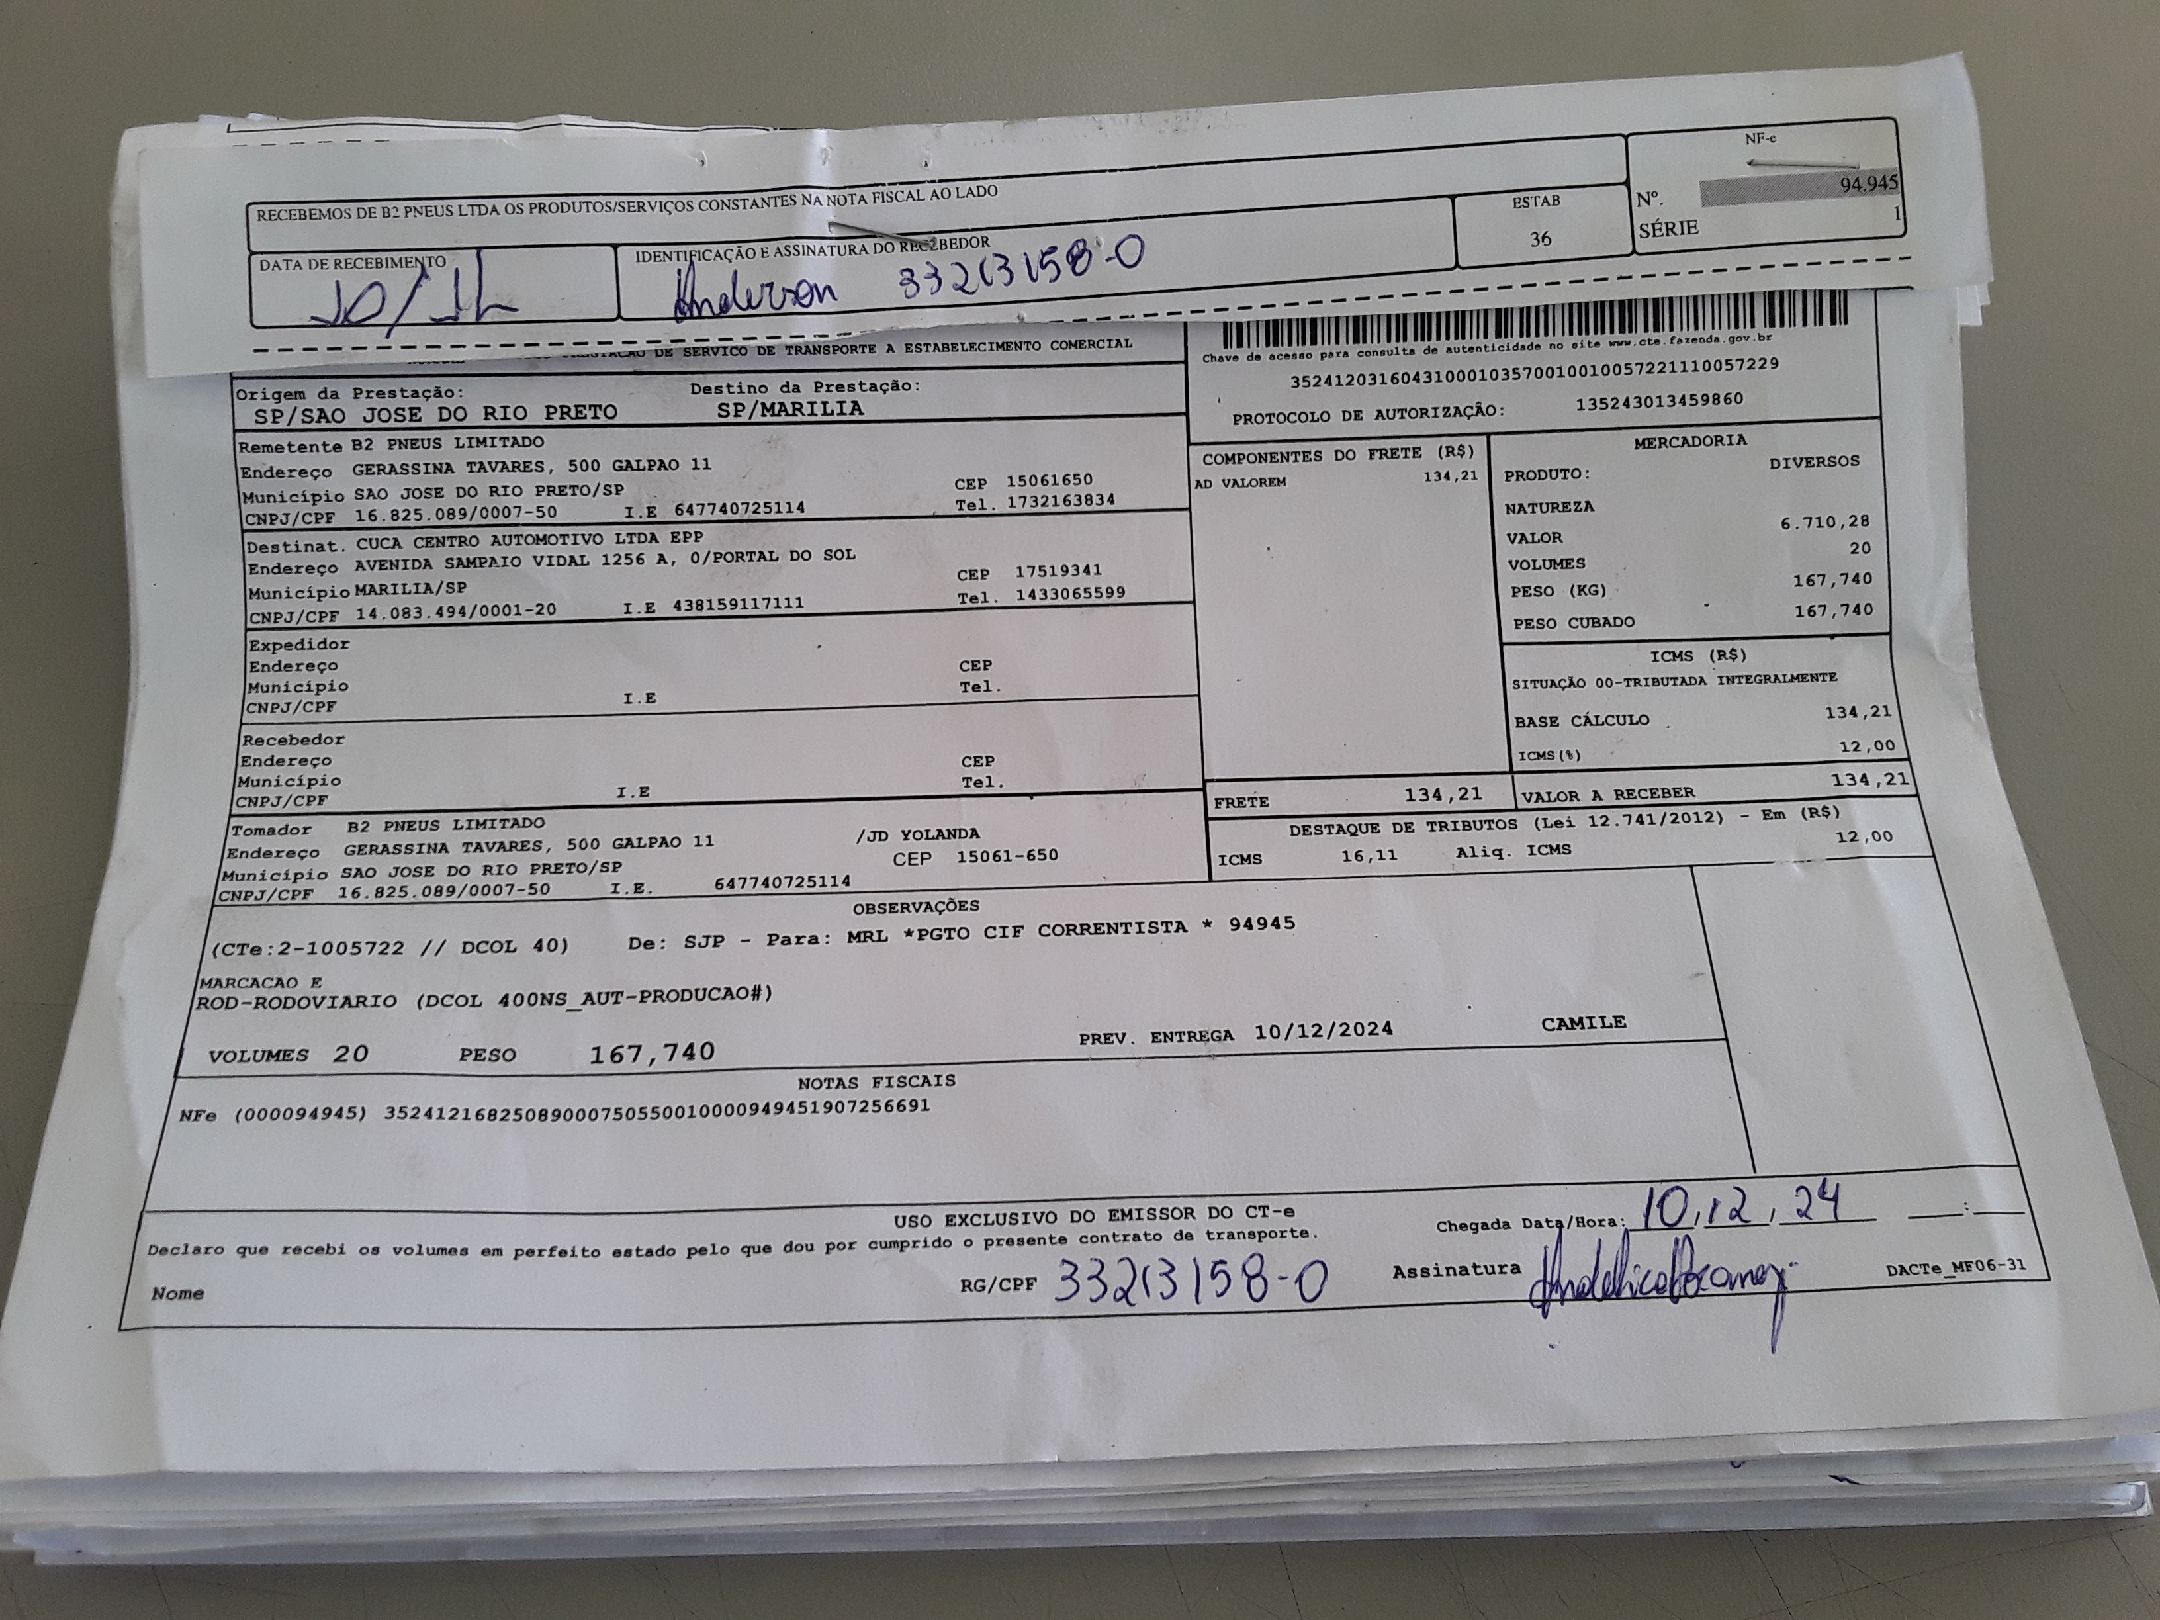 NF-e
RECEBEMOS DE B2 PNEUS LTDA OS PRODUTOS/SERVIÇOS CONSTANTES NA NOTA FISCAL AO LADO
Nº. 94.945
SÉRIE 1
ESTAB
36
DATA DE RECEBIMENTO
10/12
IDENTIFICAÇÃO E ASSINATURA DO RECEBEDOR
Anderson 33213158-0
PRESTACAO DE SERVICO DE TRANSPORTE A ESTABELECIMENTO COMERCIAL
Chave de acesso para consulta de autenticidade no site www.cte.fazenda.gov.br
35241203160431000103570010010057221110057229
PROTOCOLO DE AUTORIZAÇÃO: 135243013459860
Origem da Prestação: Destino da Prestação:
SP/SAO JOSE DO RIO PRETO SP/MARILIA
Remetente B2 PNEUS LIMITADO
Endereço GERASSINA TAVARES, 500 GALPAO 11
Município SAO JOSE DO RIO PRETO/SP CEP 15061650
CNPJ/CPF 16.825.089/0007-50 I.E 647740725114 Tel. 1732163834
Destinat. CUCA CENTRO AUTOMOTIVO LTDA EPP
Endereço AVENIDA SAMPAIO VIDAL 1256 A, 0/PORTAL DO SOL
Município MARILIA/SP CEP 17519341
CNPJ/CPF 14.083.494/0001-20 I.E 438159117111 Tel. 1433065599
Expedidor
Endereço CEP
Município Tel.
CNPJ/CPF I.E
Recebedor
Endereço CEP
Município Tel.
CNPJ/CPF I.E
Tomador B2 PNEUS LIMITADO
Endereço GERASSINA TAVARES, 500 GALPAO 11 /JD YOLANDA
Município SAO JOSE DO RIO PRETO/SP CEP 15061-650
CNPJ/CPF 16.825.089/0007-50 I.E. 647740725114
COMPONENTES DO FRETE (R$)
AD VALOREM 134,21
MERCADORIA
PRODUTO: DIVERSOS
NATUREZA
VALOR 6.710,28
VOLUMES 20
PESO (KG) 167,740
PESO CUBADO 167,740
ICMS (R$)
SITUAÇÃO 00-TRIBUTADA INTEGRALMENTE
BASE CÁLCULO 134,21
ICMS(%) 12,00
FRETE 134,21 VALOR A RECEBER 134,21
DESTAQUE DE TRIBUTOS (Lei 12.741/2012) - Em (R$)
ICMS 16,11 Aliq. ICMS 12,00
OBSERVAÇÕES
(CTe:2-1005722 // DCOL 40) De: SJP - Para: MRL *PGTO CIF CORRENTISTA * 94945
MARCACAO E
ROD-RODOVIARIO (DCOL 400NS_AUT-PRODUCAO#)
VOLUMES 20 PESO 167,740 PREV. ENTREGA 10/12/2024 CAMILE
NOTAS FISCAIS
NFe (000094945) 35241216825089000750550010000949451907256691
USO EXCLUSIVO DO EMISSOR DO CT-e
Declaro que recebi os volumes em perfeito estado pelo que dou por cumprido o presente contrato de transporte.
Chegada Data/Hora: 10,12,24 __:__
Nome RG/CPF 33213158-0 Assinatura DACTe_MF06-31